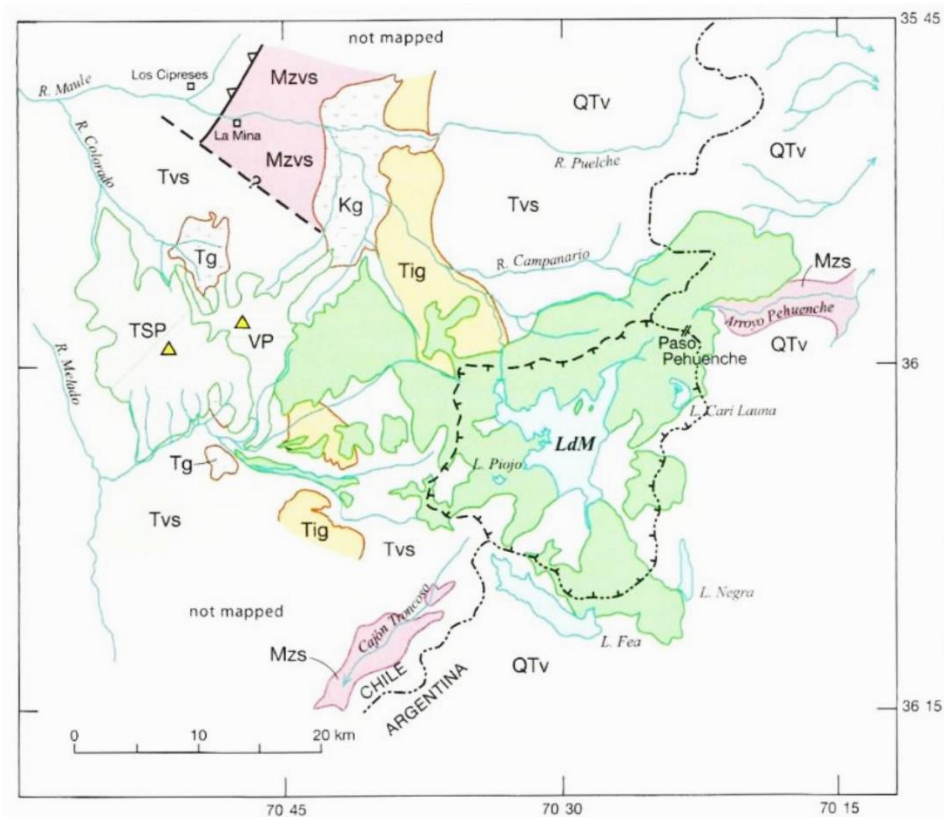 not mapped
35 45
Los Cipreses
Mzvs
R. Maule
QTv
La Mina
Mzvs
R. Puelche
QTv
R. Colorado
Tvs
?
Kg
Tvs
Tg
Tig
R. Campanario
Mzs
Arroyo Pehuenche
TSP
VP
Paso
Pehuenche
QTv
R. Melado
36
L. Cari Launa
LdM
L. Piojo
Tg
Tvs
Tig
Tvs
not mapped
L. Negra
Cajón Troncoso
L. Fea
Mzs
CHILE
ARGENTINA
QTv
36 15
0 10 20 km
70 45
70 30
70 15